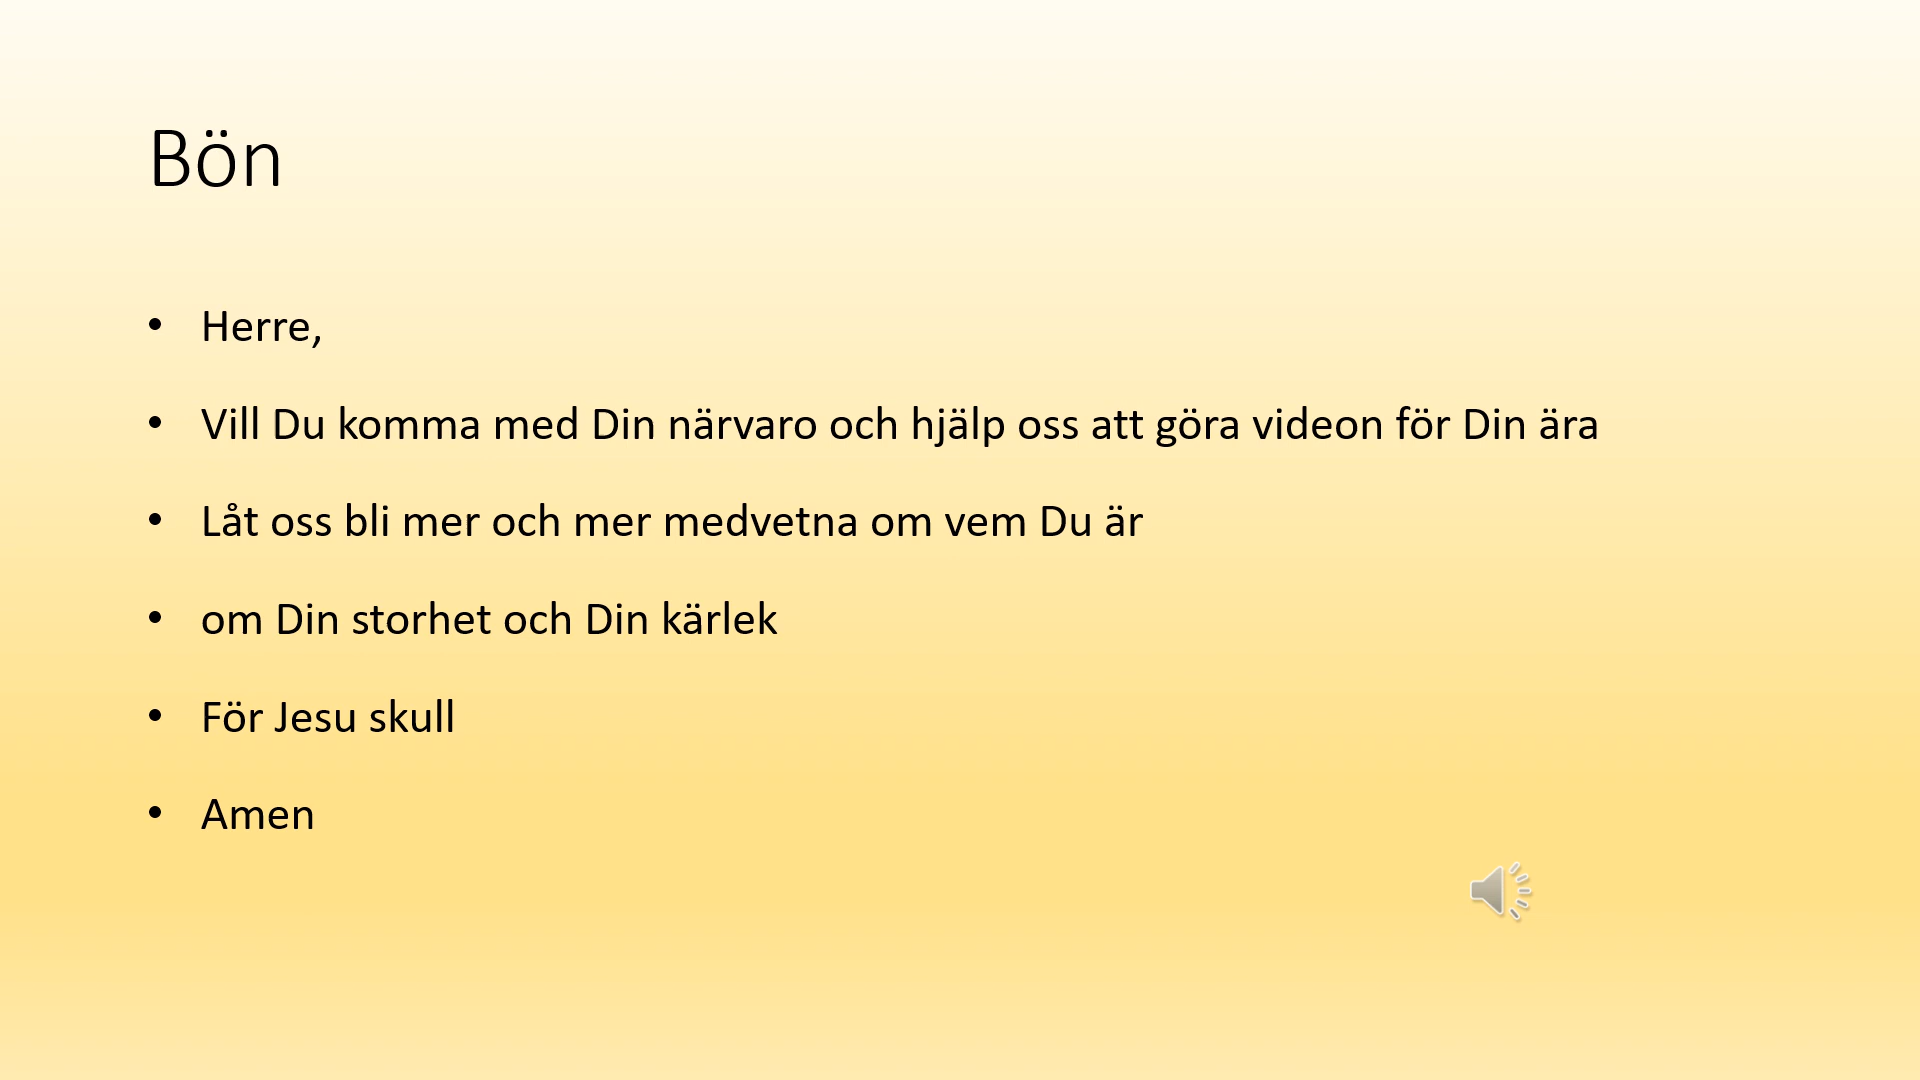 Bön
• Herre,
• Vill Du komma med Din närvaro och hjälp oss att göra videon för Din ära
• Låt oss bli mer och mer medvetna om vem Du är
• om Din storhet och Din kärlek
• För Jesu skull
• Amen